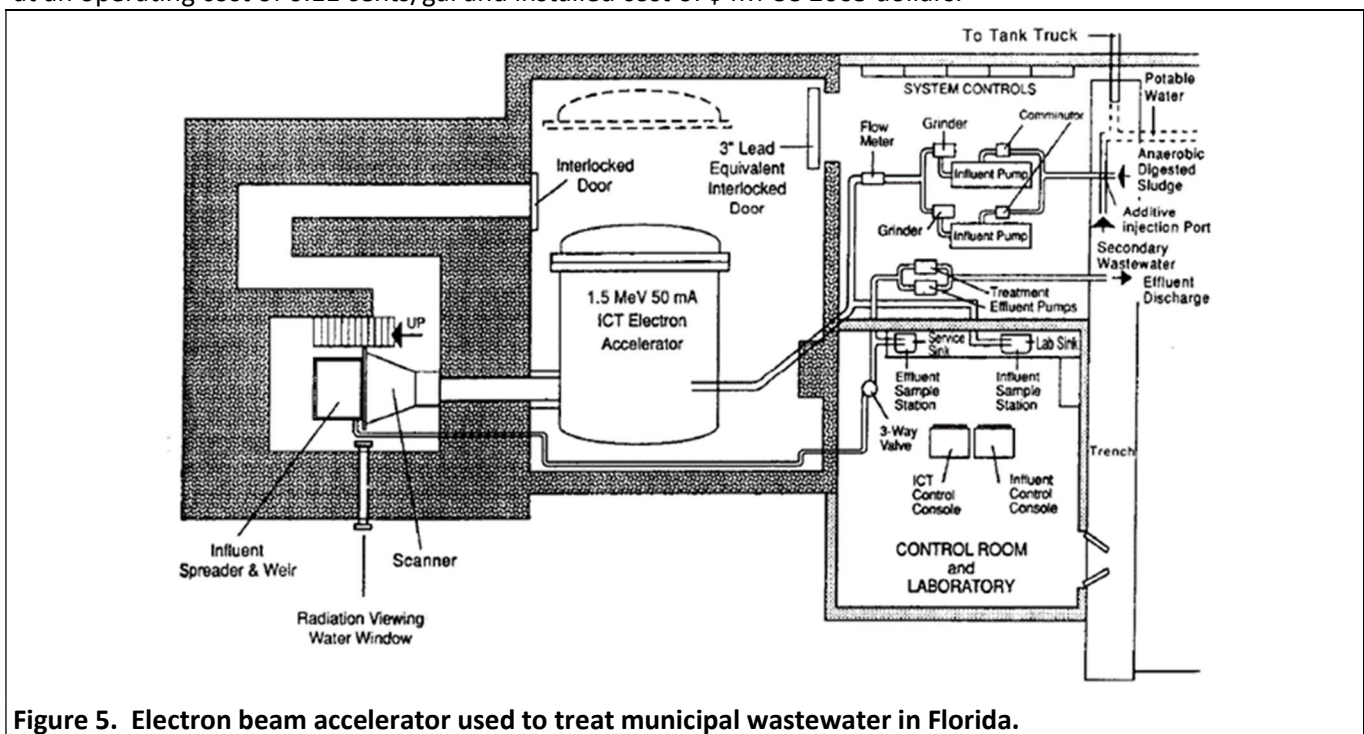 at an operating cost of 0.22 cents/gal and installed cost of $
To Tank Truck
SYSTEM CONTROLS
Potable
Water
Flow
Meter
Grinder
Comminutor
3" Lead
Equivalent
Interlocked
Door
Interlocked
Door
Influent Pump
Anaerobic
Digested
Sludge
Grinder
Influent Pump
Additive
Injection Port
Secondary
Wastewater
Effluent
Discharge
Treatment
Effluent Pumps
1.5 MeV 50 mA
ICT Electron
Accelerator
UP
Service
Sink
Lab Sink
Effluent
Sample
Station
Influent
Sample
Station
3-Way
Valve
Trench
ICT
Control
Console
Influent
Control
Console
Influent
Spreader & Weir
Scanner
CONTROL ROOM
and
LABORATORY
Radiation Viewing
Water Window
Figure 5. Electron beam accelerator used to treat municipal wastewater in Florida.